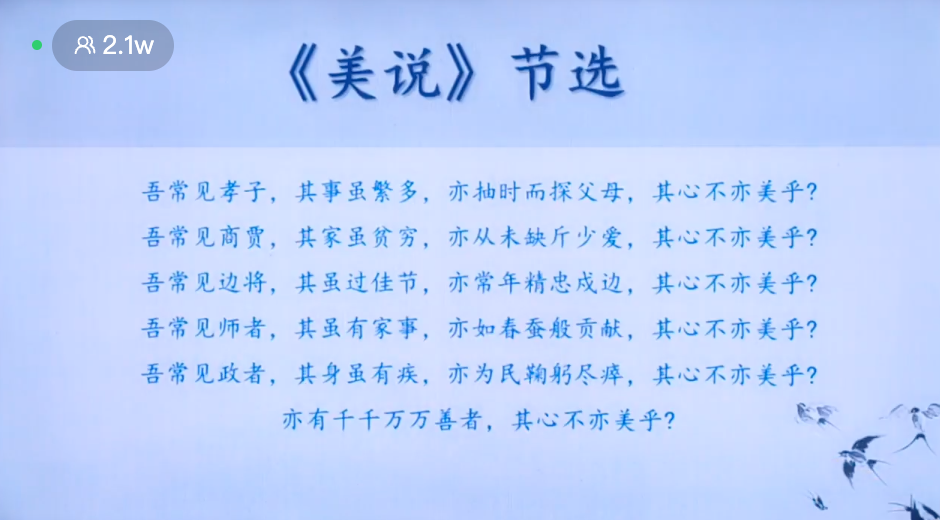 2.1w
《美说》节选
吾常见孝子，其事虽繁多，亦抽时而探父母，其心不亦美乎?
吾常见商贾，其家虽贫穷，亦从未缺斤少爱，其心不亦美乎?
吾常见边将，其虽过佳节，亦常年精忠戍边，其心不亦美乎?
吾常见师者，其虽有家事，亦如春蚕般贡献，其心不亦美乎?
吾常见政者，其身虽有疾，亦为民鞠躬尽瘁，其心不亦美乎?
亦有千千万万善者，其心不亦美乎?